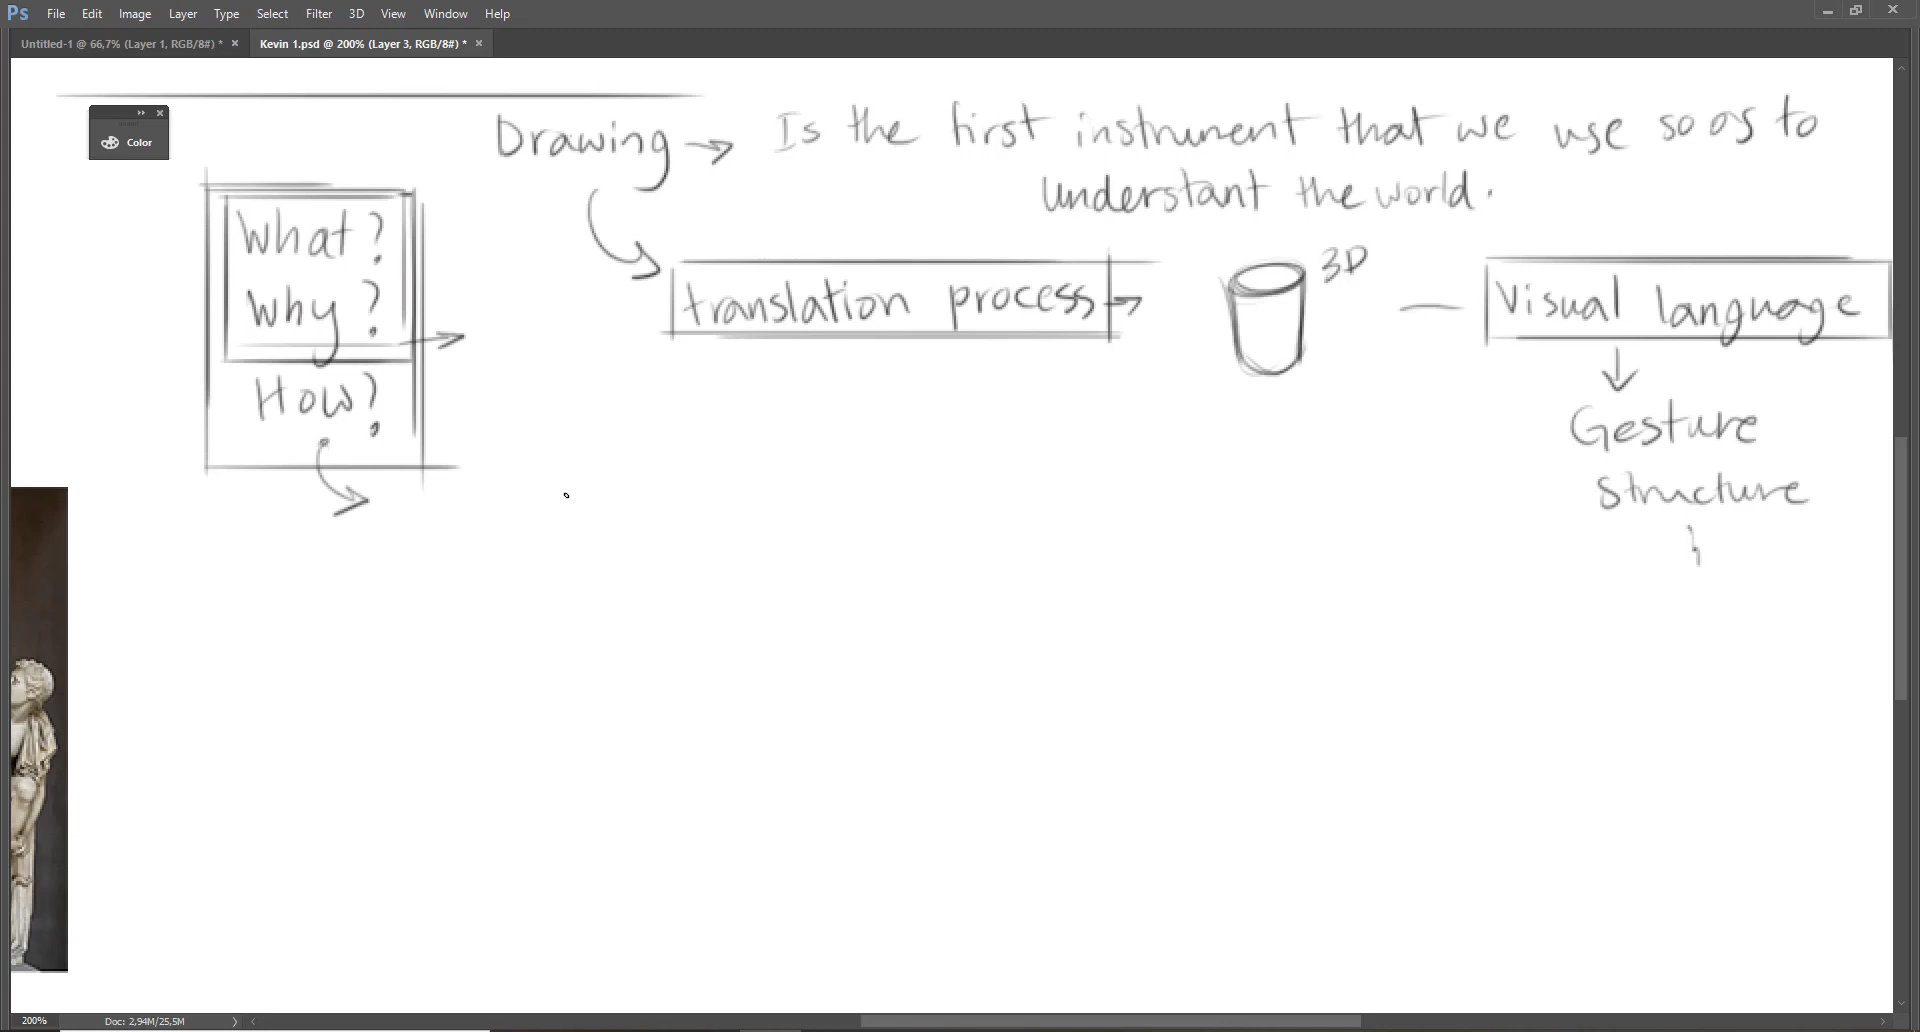 Ps File Edit Image Layer Type Select Filter 3D View Window Help
Untitled-1 @ 66,7% (Layer 1, RGB/8#) * × Kevin 1.psd @ 200% (Layer 3, RGB/8#) * ×
Color
Drawing → Is the first instrument that we use so as to
understant the world.
What?
Why?
How?
translation process
3D
Visual language
Gesture
Structure
200% Doc: 2,94M/25,5M